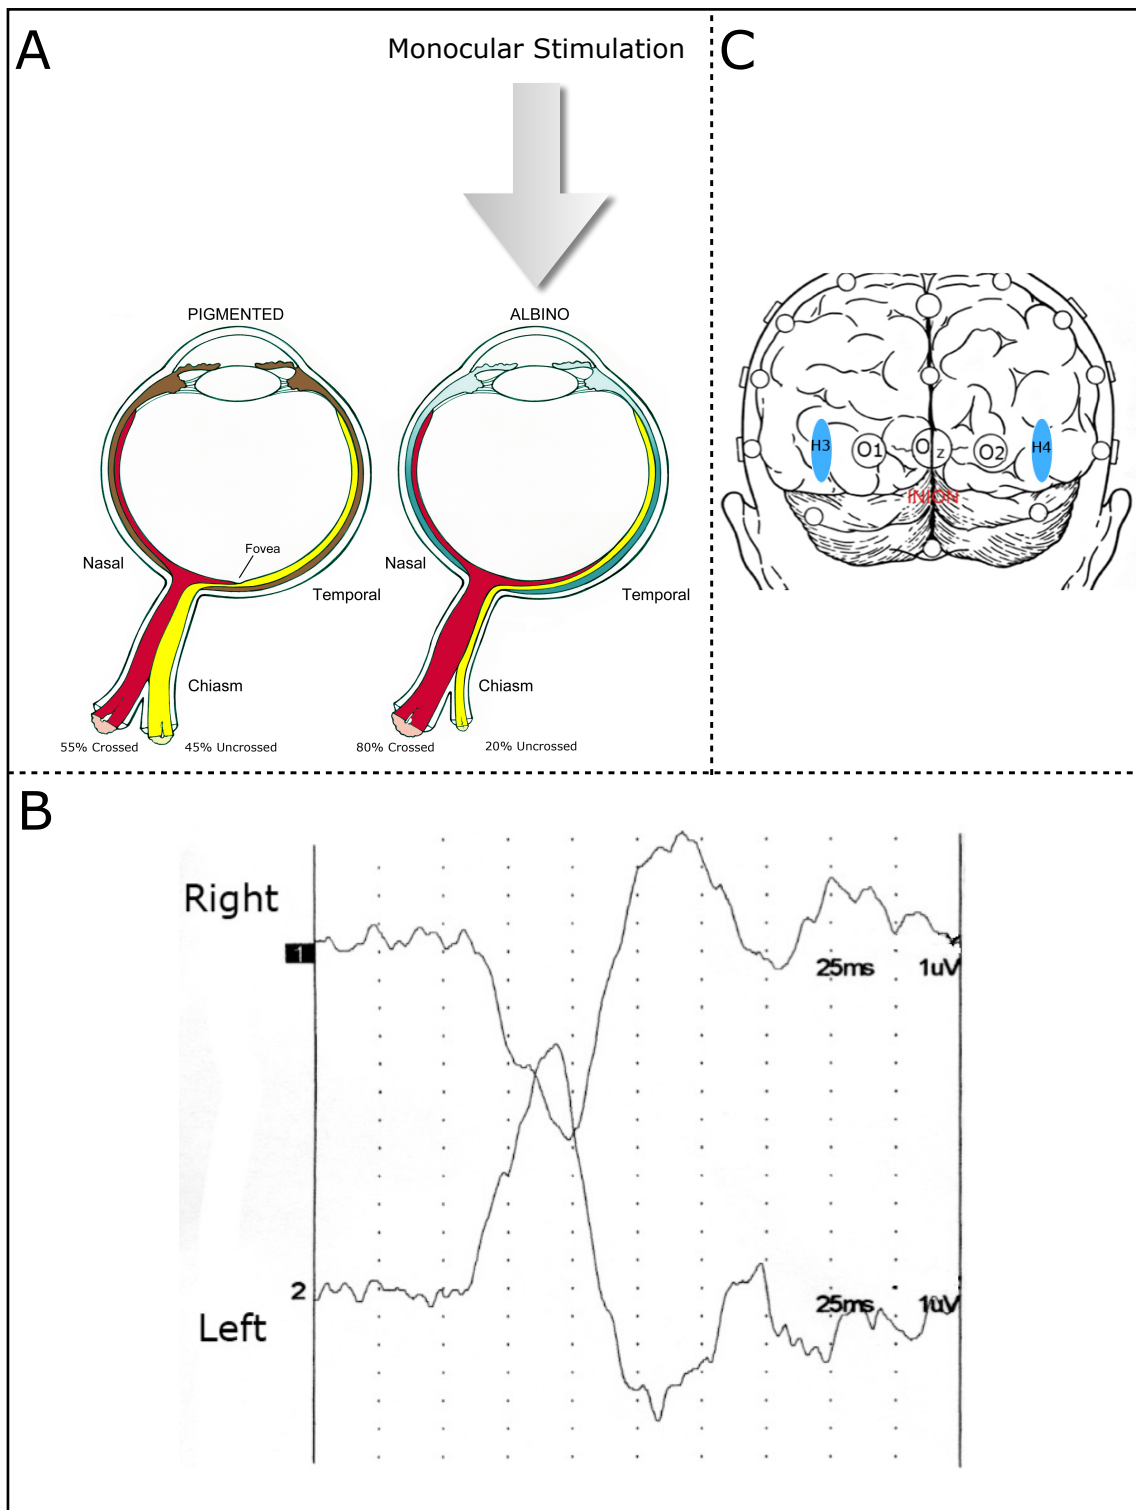 A
Monocular Stimulation
PIGMENTED
ALBINO
Fovea
Nasal
Temporal
Nasal
Temporal
Chiasm
Chiasm
55% Crossed
45% Uncrossed
80% Crossed
20% Uncrossed
C
H3
O1
Oz
O2
H4
INION
B
Right
1
25ms 1uV
2
25ms 1uV
Left